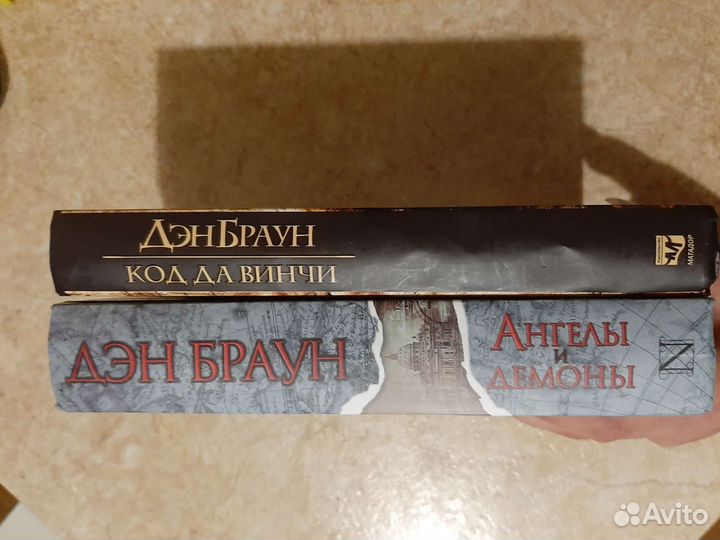 ДЭН БРАУН
КОД ДА ВИНЧИ
МАТАДОР
ДЭН БРАУН
АНГЕЛЫ
И
ДЕМОНЫ
N
Avito